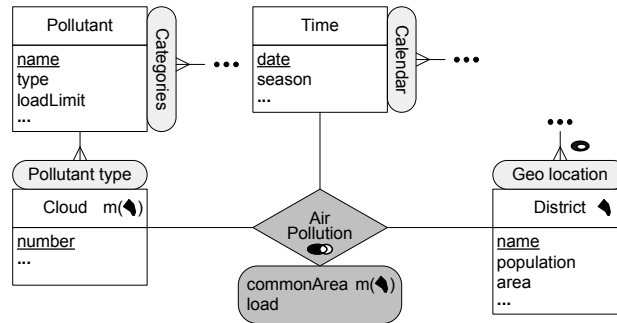 Pollutant
name
type
loadLimit
...
Categories
...
Time
date
season
...
Calendar
...
...
Pollutant type
Geo location
Cloud m( )
number
...
Air
Pollution
commonArea m( )
load
District
name
population
area
...